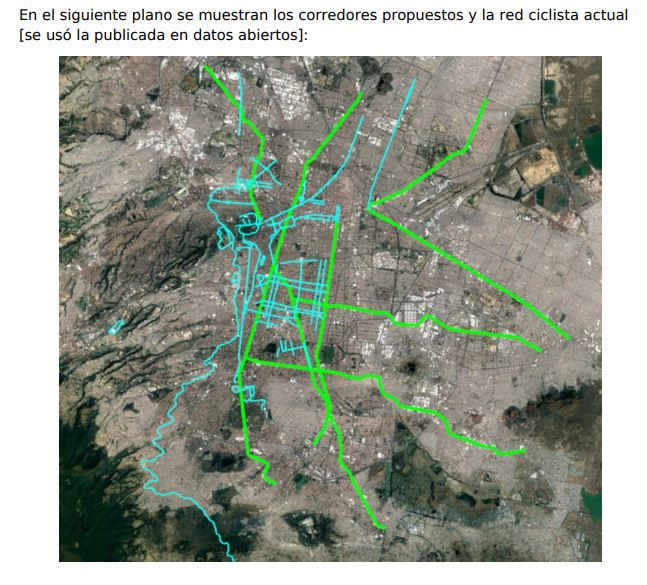 En el siguiente plano se muestran los corredores propuestos y la red ciclista actual
[se usó la publicada en datos abiertos]: